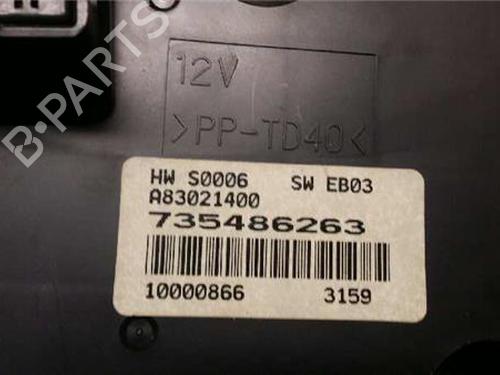 B-PARTS
12V
>PP-TD40<
HW S0006 SW EB03
A83021400
735486263
10000866 3159